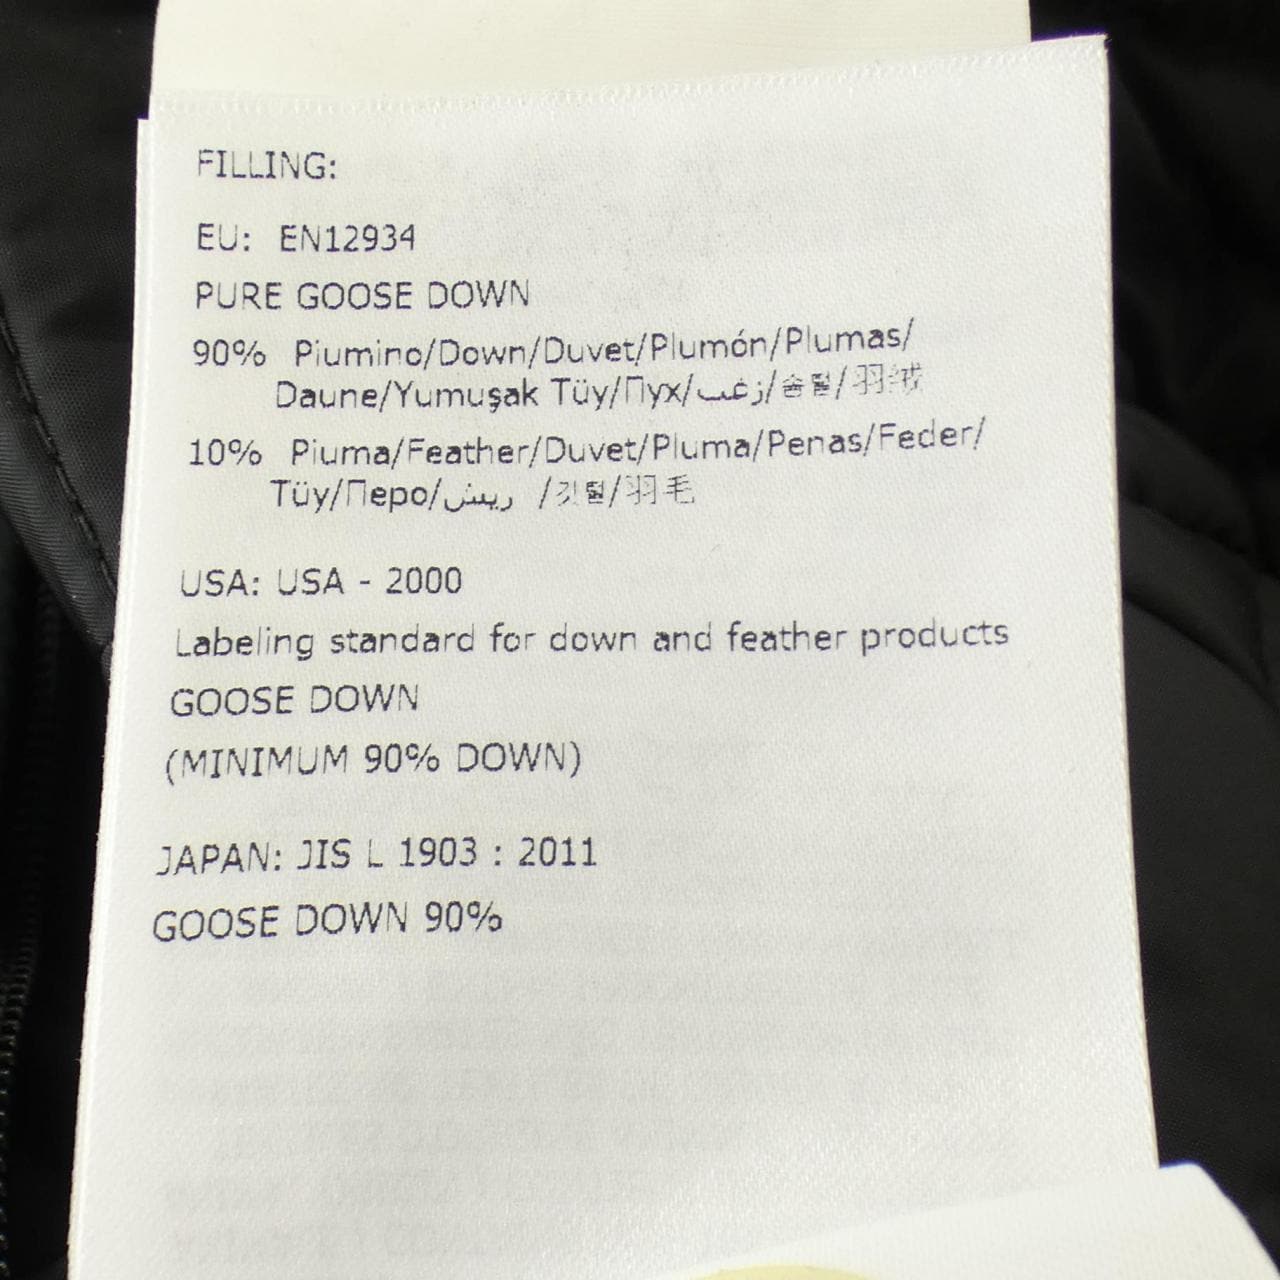 FILLING:
EU: EN12934
PURE GOOSE DOWN
90% Piumino/Down/Duvet/Plumón/Plumas/
Daune/Yumuşak Tüy/Пух/زغب/솜털/羽绒
10% Piuma/Feather/Duvet/Pluma/Penas/Feder/
Tüy/Перо/ريش /깃털/羽毛
USA: USA - 2000
Labeling standard for down and feather products
GOOSE DOWN
(MINIMUM 90% DOWN)
JAPAN: JIS L 1903 : 2011
GOOSE DOWN 90%